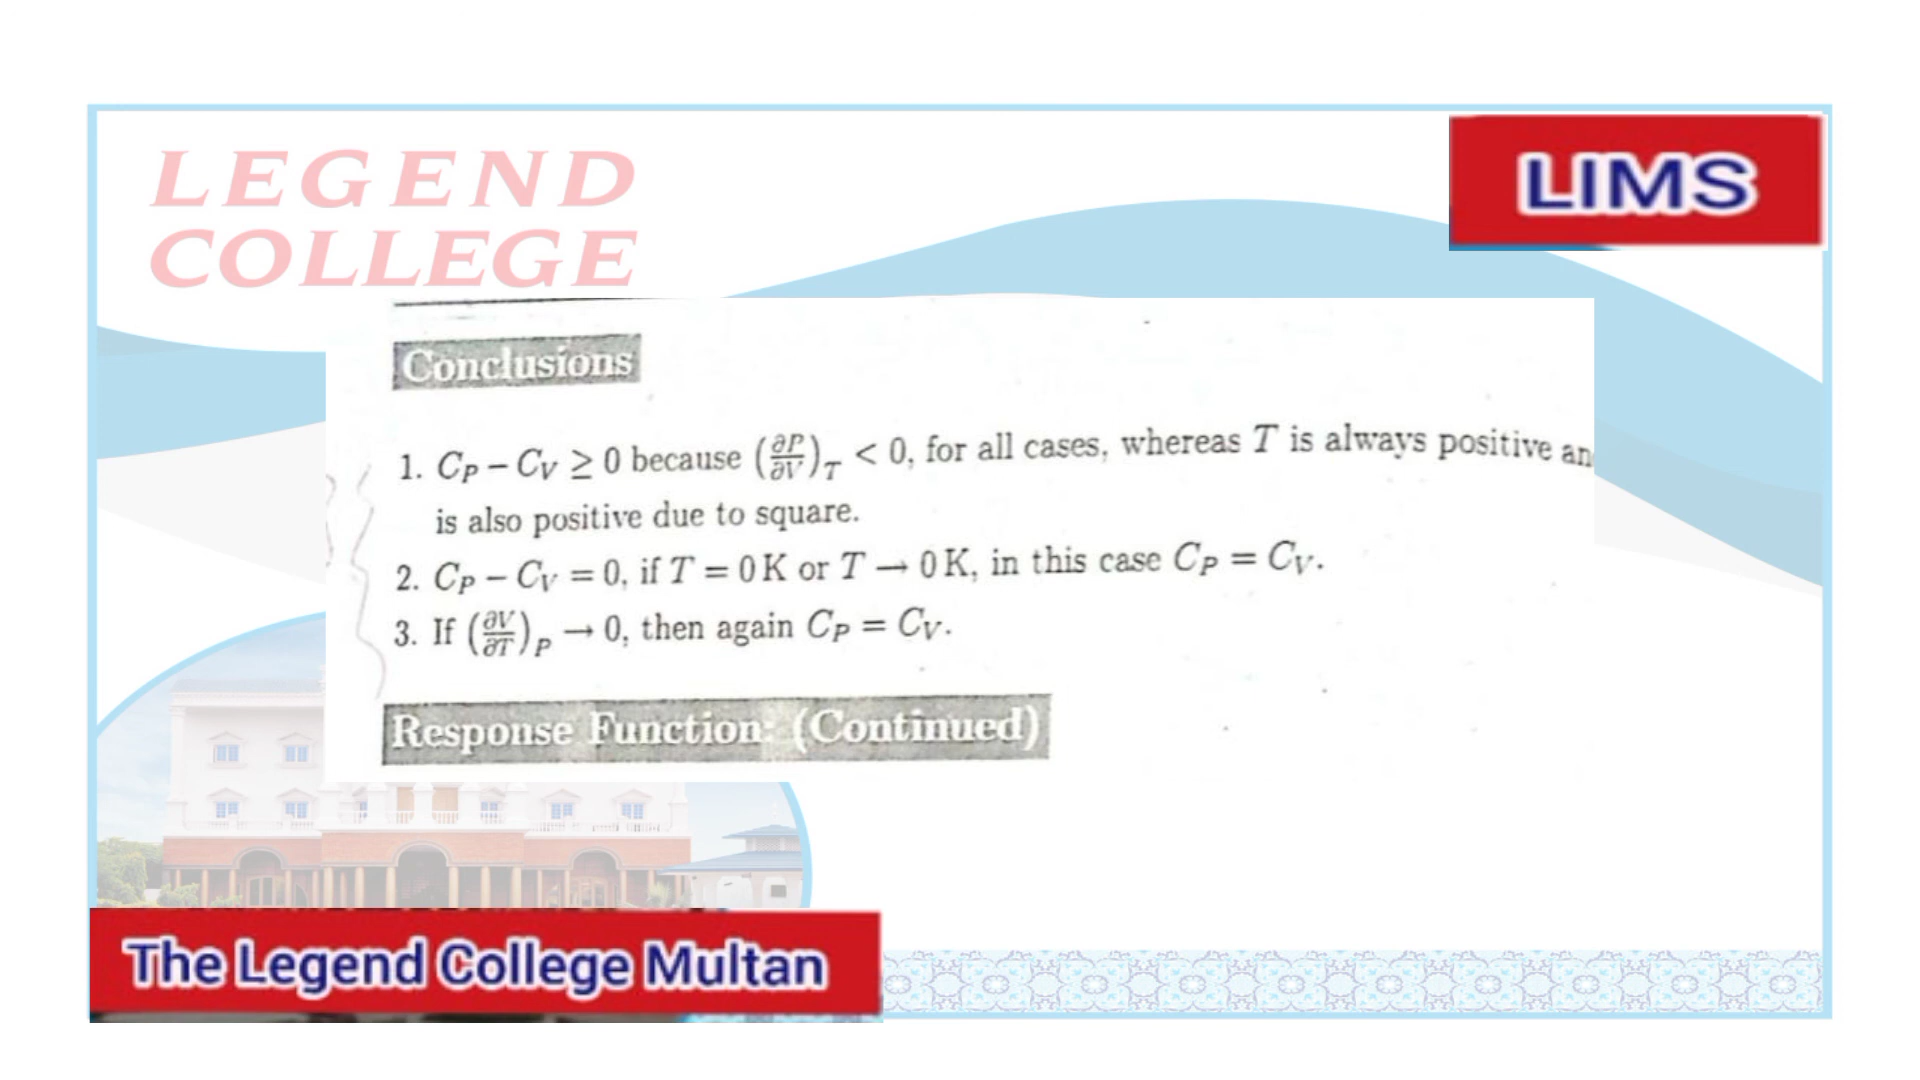 LEGEND
COLLEGE
LIMS
Conclusions
1. C_P − C_V ≥ 0 because (∂P/∂V)_T < 0, for all cases, whereas T is always positive an
is also positive due to square.
2. C_P − C_V = 0, if T = 0 K or T → 0 K, in this case C_P = C_V.
3. If (∂V/∂T)_P → 0, then again C_P = C_V.
Response Function: (Continued)
The Legend College Multan